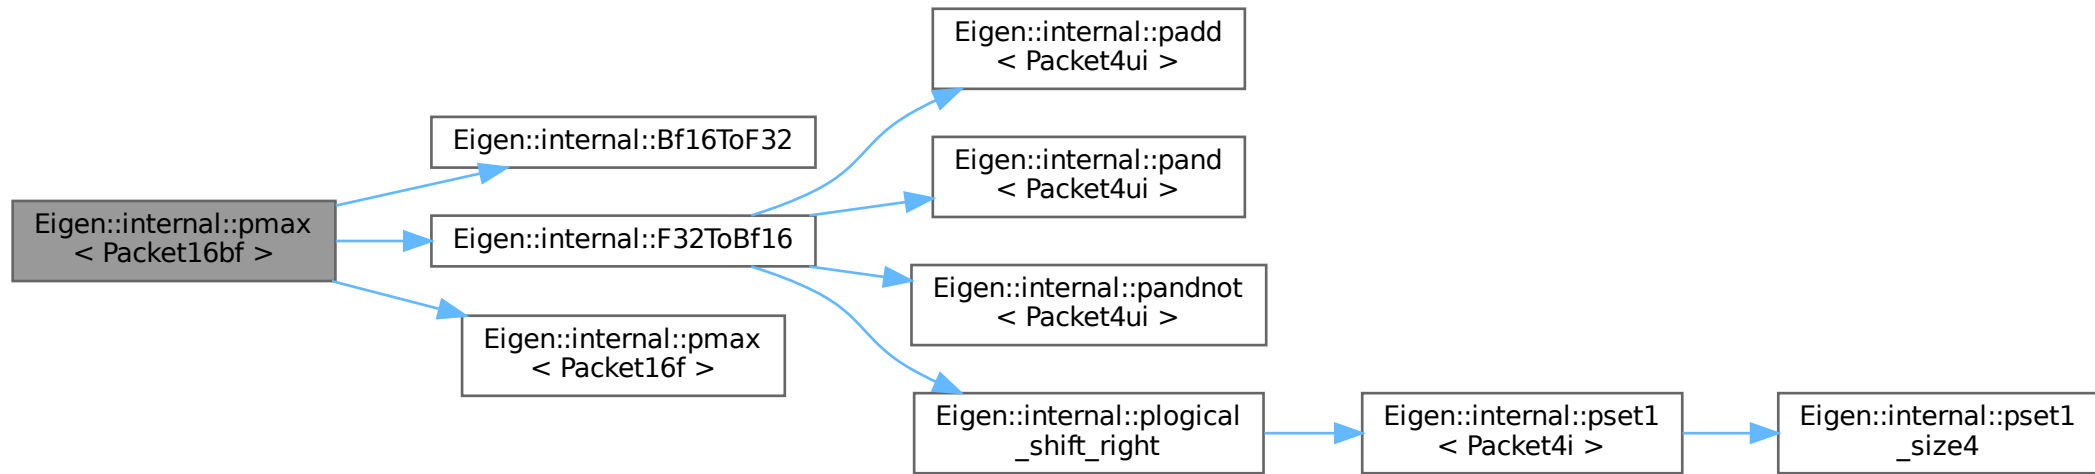 Eigen::internal::pmax
< Packet16bf >
Eigen::internal::Bf16ToF32
Eigen::internal::F32ToBf16
Eigen::internal::pmax
< Packet16f >
Eigen::internal::padd
< Packet4ui >
Eigen::internal::pand
< Packet4ui >
Eigen::internal::pandnot
< Packet4ui >
Eigen::internal::plogical
_shift_right
Eigen::internal::pset1
< Packet4i >
Eigen::internal::pset1
_size4